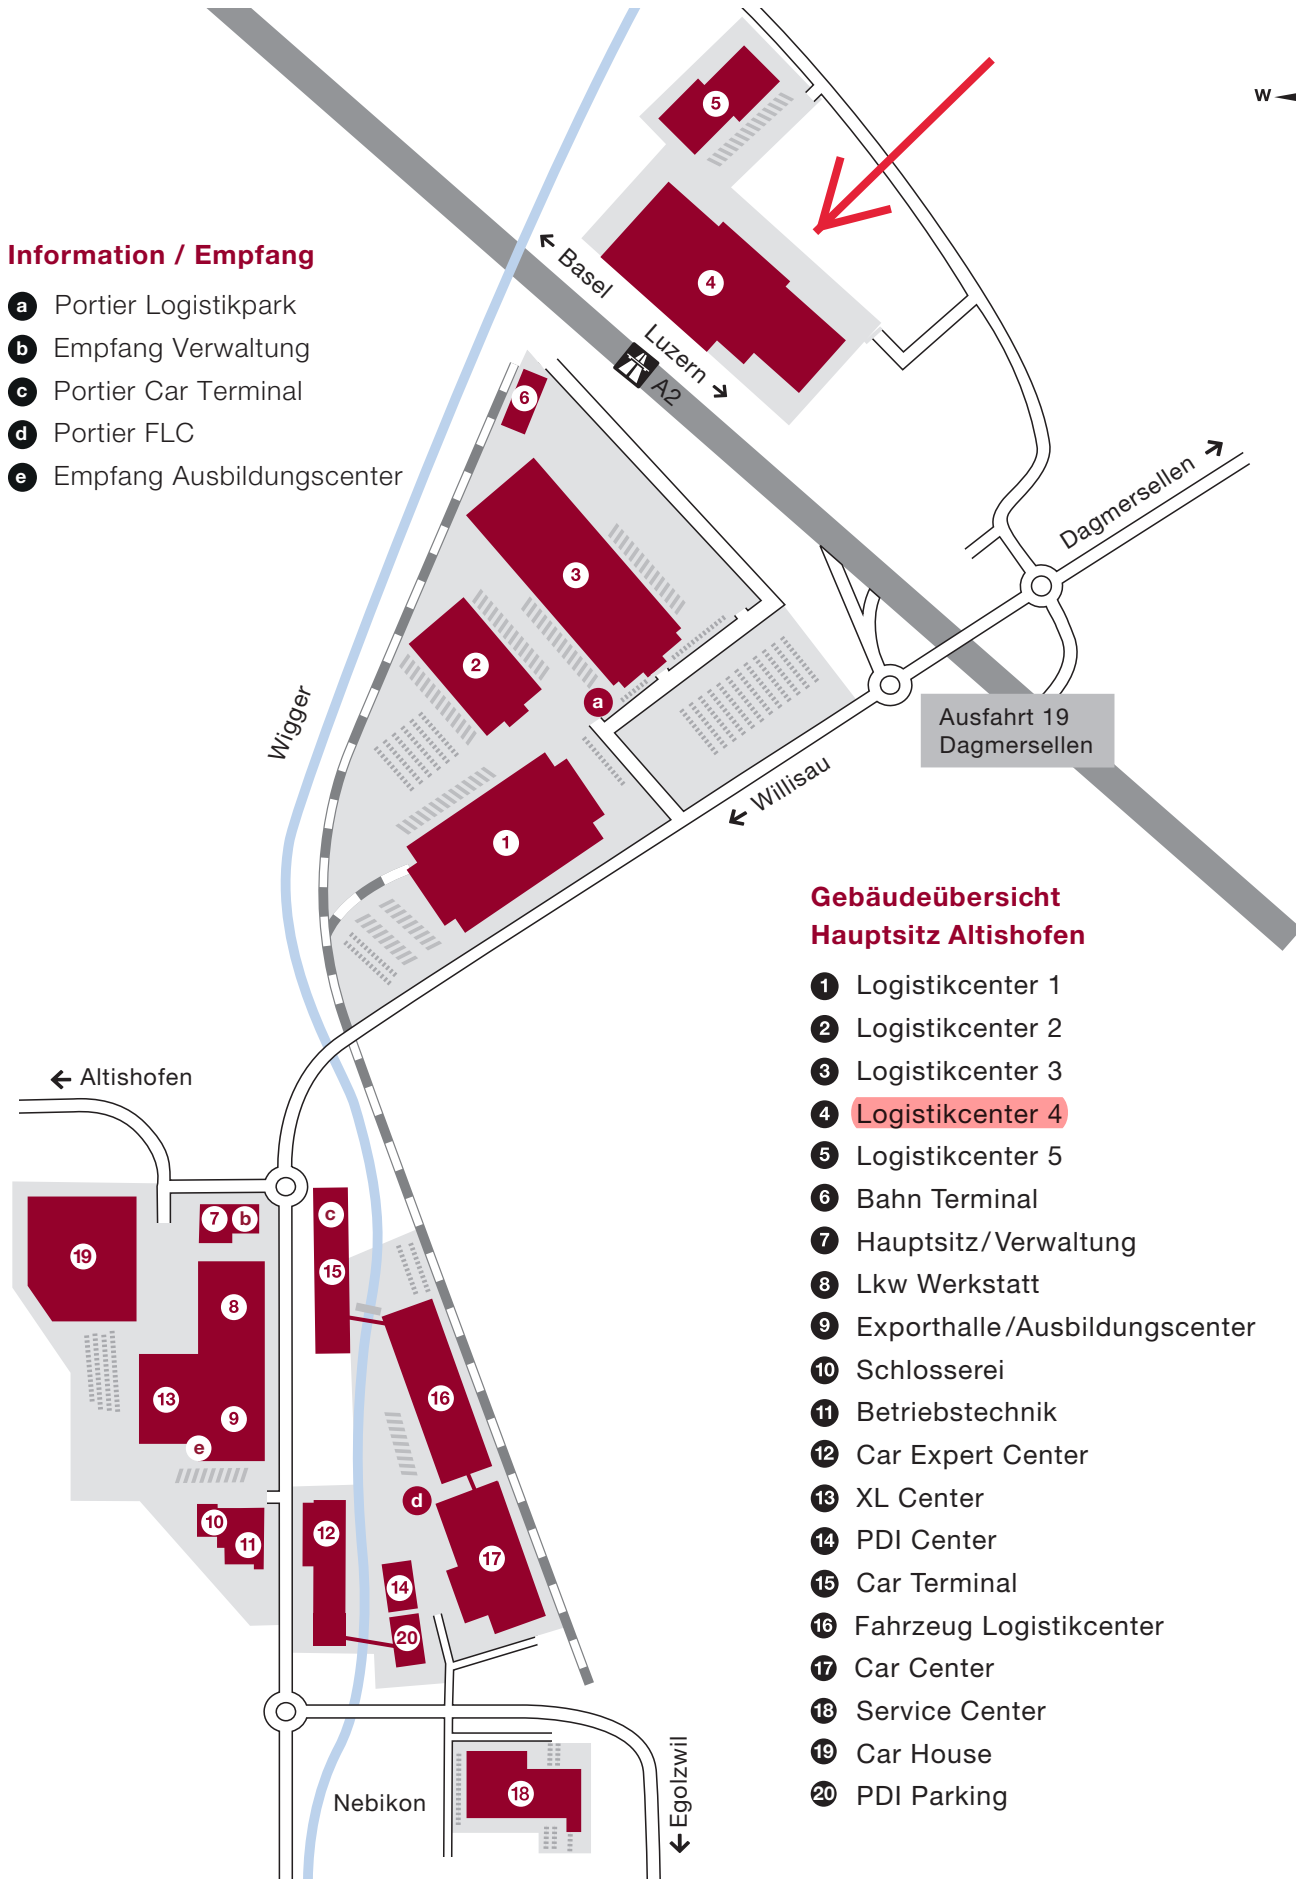 5
W
Information / Empfang
a Portier Logistikpark
b Empfang Verwaltung
c Portier Car Terminal
d Portier FLC
e Empfang Ausbildungscenter
← Basel
4
Luzern →
A2
6
Dagmersellen →
3
2
a
Wigger
Ausfahrt 19
Dagmersellen
← Willisau
1
Gebäudeübersicht
Hauptsitz Altishofen
1 Logistikcenter 1
2 Logistikcenter 2
3 Logistikcenter 3
4 Logistikcenter 4
5 Logistikcenter 5
6 Bahn Terminal
7 Hauptsitz/Verwaltung
8 Lkw Werkstatt
9 Exporthalle/Ausbildungscenter
10 Schlosserei
11 Betriebstechnik
12 Car Expert Center
13 XL Center
14 PDI Center
15 Car Terminal
16 Fahrzeug Logistikcenter
17 Car Center
18 Service Center
19 Car House
20 PDI Parking
← Altishofen
7 b
c
19
15
8
13
9
16
e
d
10
11
12
17
14
20
18
Nebikon
← Egolzwil